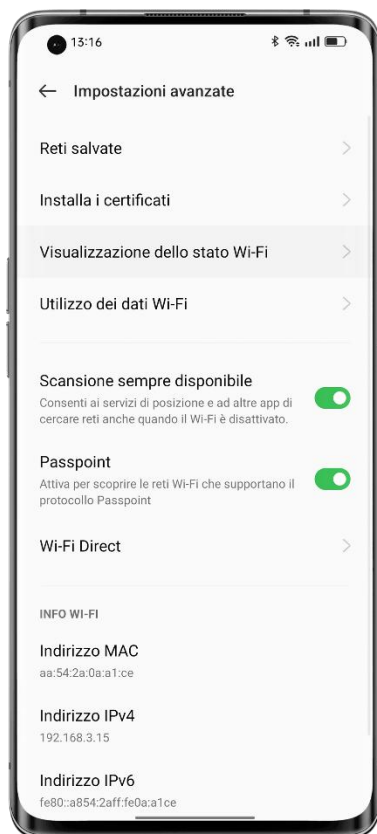 13:16
Impostazioni avanzate
Reti salvate
Installa i certificati
Visualizzazione dello stato Wi-Fi
Utilizzo dei dati Wi-Fi
Scansione sempre disponibile
Consenti ai servizi di posizione e ad altre app di
cercare reti anche quando il Wi-Fi è disattivato.
Passpoint
Attiva per scoprire le reti Wi-Fi che supportano il
protocollo Passpoint
Wi-Fi Direct
INFO WI-FI
Indirizzo MAC
aa:54:2a:0a:a1:ce
Indirizzo IPv4
192.168.3.15
Indirizzo IPv6
fe80::a854:2aff:fe0a:a1ce